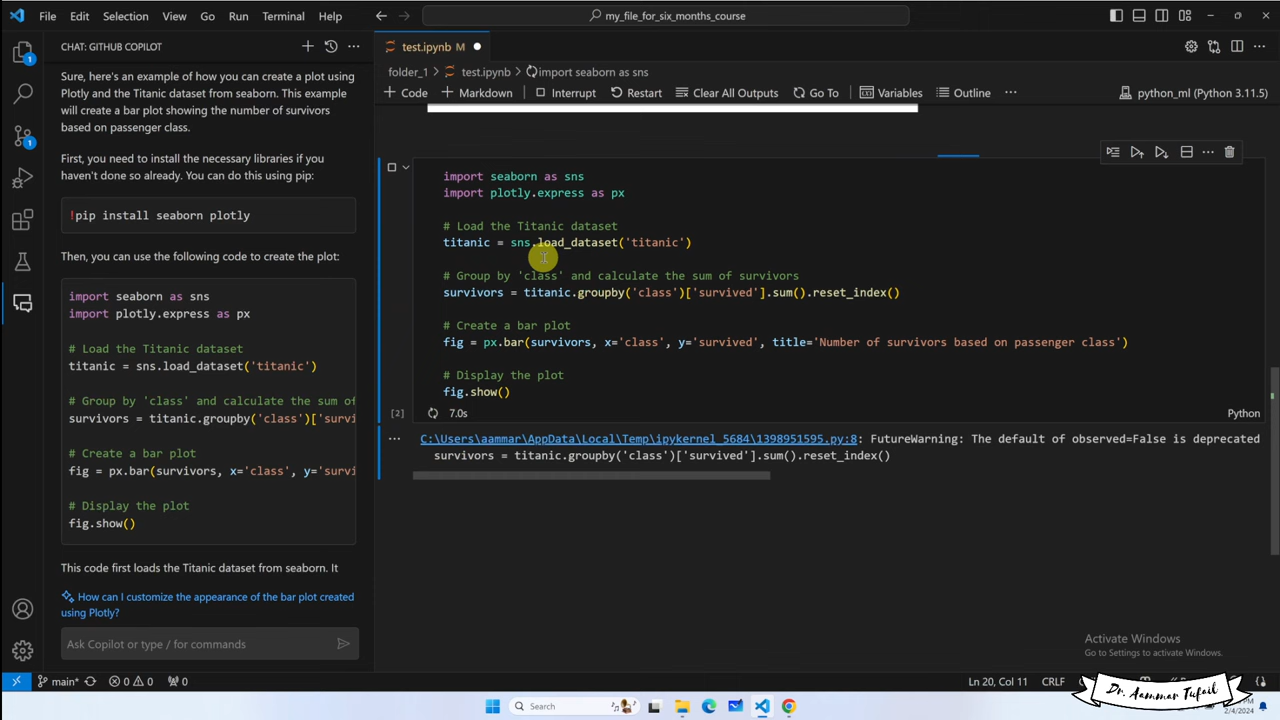 File Edit Selection View Go Run Terminal Help
my_file_for_six_months_course
CHAT: GITHUB COPILOT
Sure, here's an example of how you can create a plot using
Plotly and the Titanic dataset from seaborn. This example
will create a bar plot showing the number of survivors
based on passenger class.
First, you need to install the necessary libraries if you
haven't done so already. You can do this using pip:
!pip install seaborn plotly
Then, you can use the following code to create the plot:
import seaborn as sns
import plotly.express as px
# Load the Titanic dataset
titanic = sns.load_dataset('titanic')
# Group by 'class' and calculate the sum of
survivors = titanic.groupby('class')['survi
# Create a bar plot
fig = px.bar(survivors, x='class', y='survi
# Display the plot
fig.show()
This code first loads the Titanic dataset from seaborn. It
How can I customize the appearance of the bar plot created
using Plotly?
Ask Copilot or type / for commands
test.ipynb M
folder_1 > test.ipynb > import seaborn as sns
+ Code + Markdown Interrupt Restart Clear All Outputs Go To Variables Outline ... python_ml (Python 3.11.5)
import seaborn as sns
import plotly.express as px
# Load the Titanic dataset
titanic = sns.load_dataset('titanic')
# Group by 'class' and calculate the sum of survivors
survivors = titanic.groupby('class')['survived'].sum().reset_index()
# Create a bar plot
fig = px.bar(survivors, x='class', y='survived', title='Number of survivors based on passenger class')
# Display the plot
fig.show()
[2] 7.0s Python
C:\Users\aammar\AppData\Local\Temp\ipykernel_5684\1398951595.py:8: FutureWarning: The default of observed=False is deprecated
survivors = titanic.groupby('class')['survived'].sum().reset_index()
Activate Windows
Go to Settings to activate Windows.
main* 0 0 0 Ln 20, Col 11 CRLF
Dr. Aammar Tufail
Search
2/4/2024